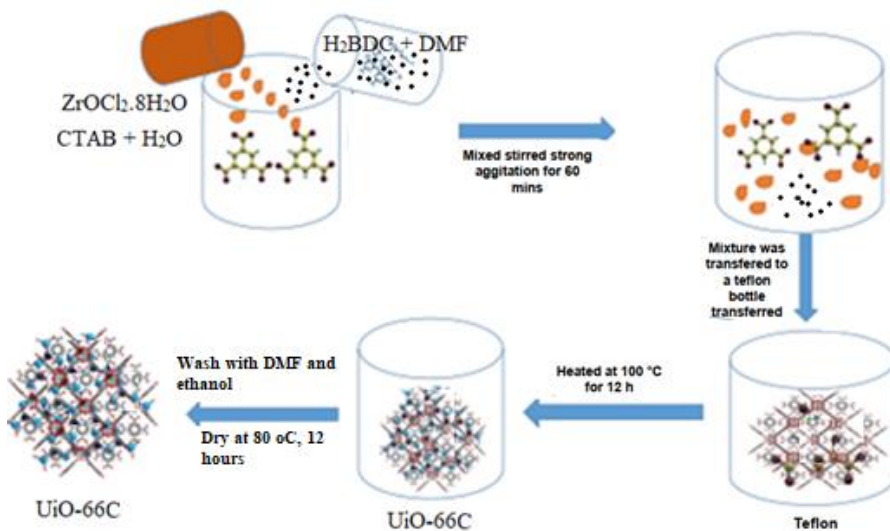 H₂BDC + DMF
ZrOCl₂.8H₂O
CTAB + H₂O
Mixed stirred strong
aggitation for 60
mins
Mixture was
transfered to
a teflon
bottle
transferred
Wash with DMF and
ethanol
Dry at 80 oC, 12
hours
Heated at 100 °C
for 12 h
UiO-66C
UiO-66C
Teflon